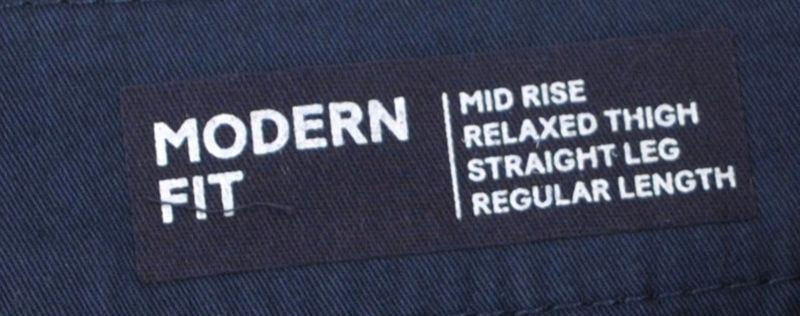 MODERN
FIT
MID RISE
RELAXED THIGH
STRAIGHT LEG
REGULAR LENGTH